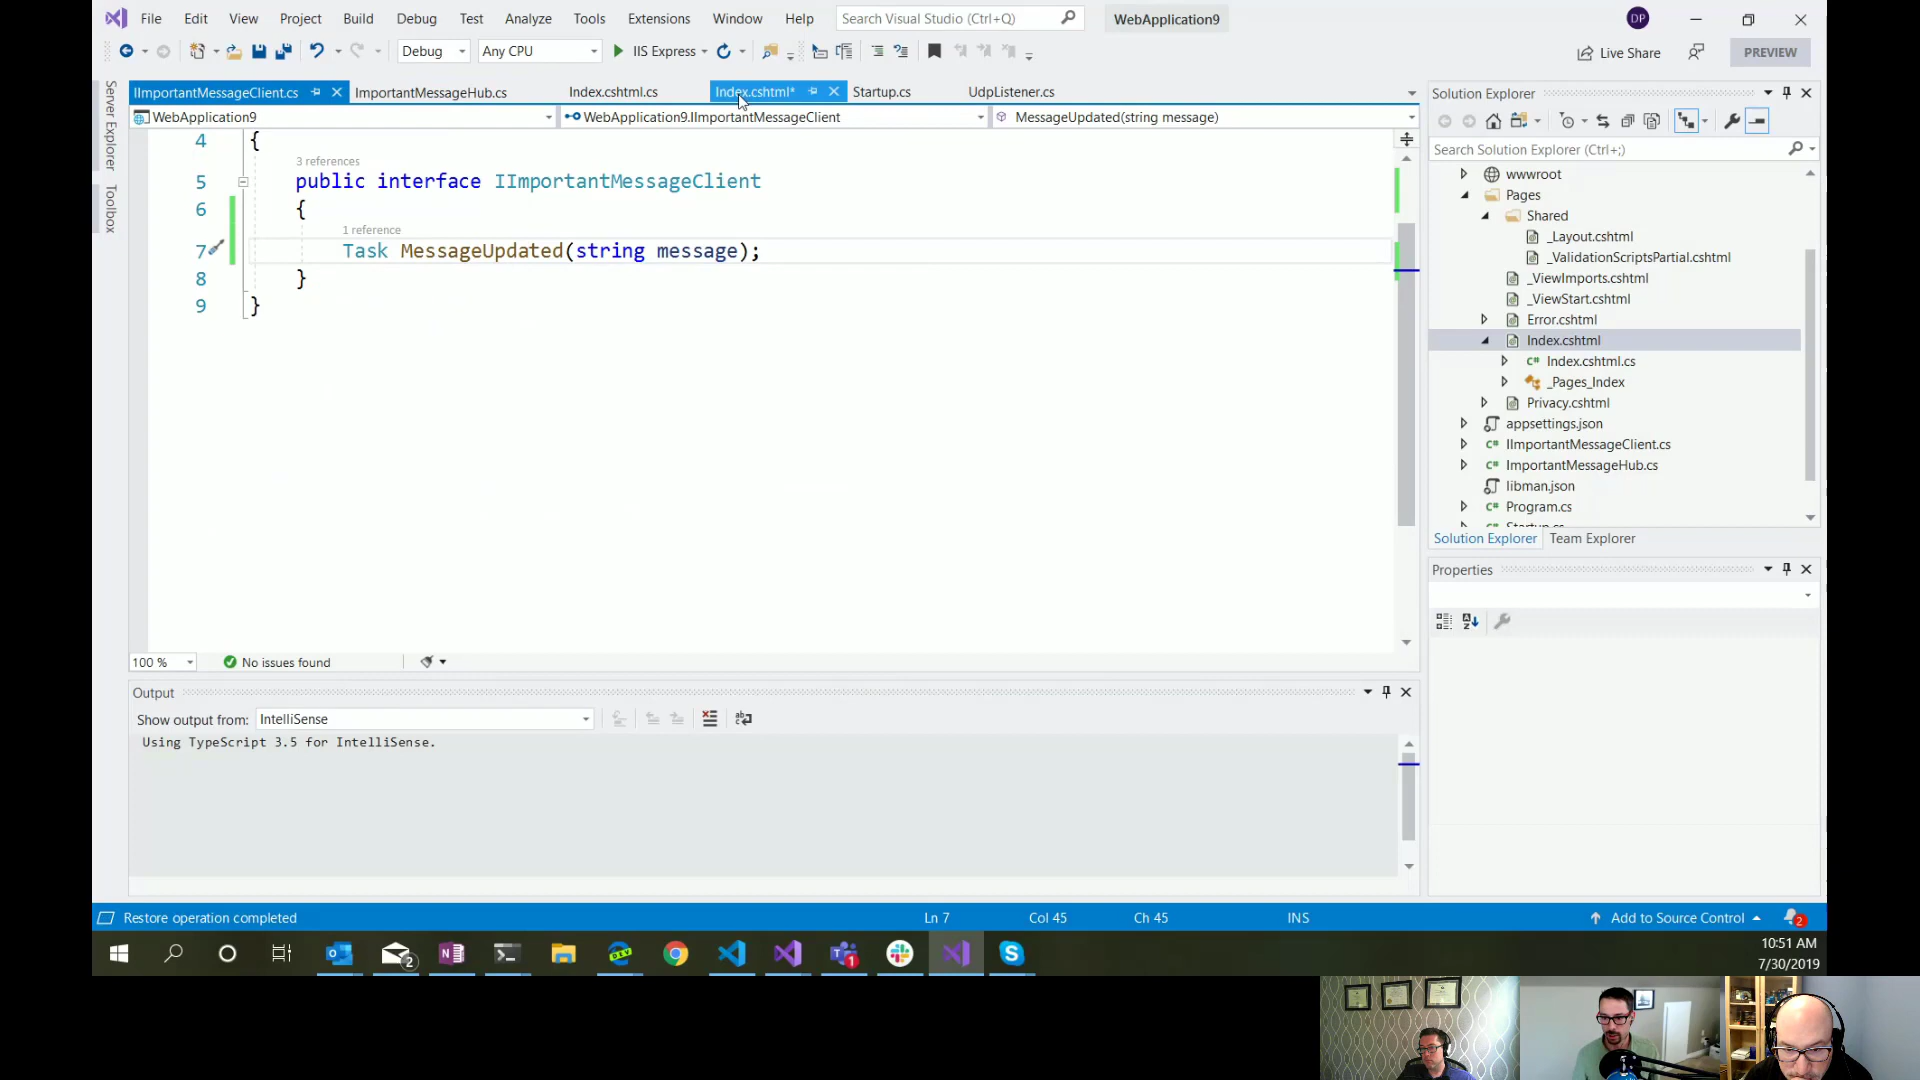 File Edit View Project Build Debug Test Analyze Tools Extensions Window Help Search Visual Studio (Ctrl+Q) WebApplication9 DP
Debug Any CPU IIS Express Live Share PREVIEW
Server Explorer
Toolbox
IImportantMessageClient.cs ImportantMessageHub.cs Index.cshtml.cs Index.cshtml* Startup.cs UdpListener.cs
WebApplication9 WebApplication9.IImportantMessageClient MessageUpdated(string message)
4 {
3 references
5 public interface IImportantMessageClient
6 {
1 reference
7 Task MessageUpdated(string message);
8 }
9 }
100 % No issues found
Output
Show output from: IntelliSense
Using TypeScript 3.5 for IntelliSense.
Solution Explorer
Search Solution Explorer (Ctrl+;)
wwwroot
Pages
Shared
_Layout.cshtml
_ValidationScriptsPartial.cshtml
_ViewImports.cshtml
_ViewStart.cshtml
Error.cshtml
Index.cshtml
C# Index.cshtml.cs
_Pages_Index
Privacy.cshtml
appsettings.json
C# IImportantMessageClient.cs
C# ImportantMessageHub.cs
libman.json
C# Program.cs
C# Startup.cs
Solution Explorer Team Explorer
Properties
Restore operation completed Ln 7 Col 45 Ch 45 INS Add to Source Control 2
2
DEV
1
10:51 AM
7/30/2019